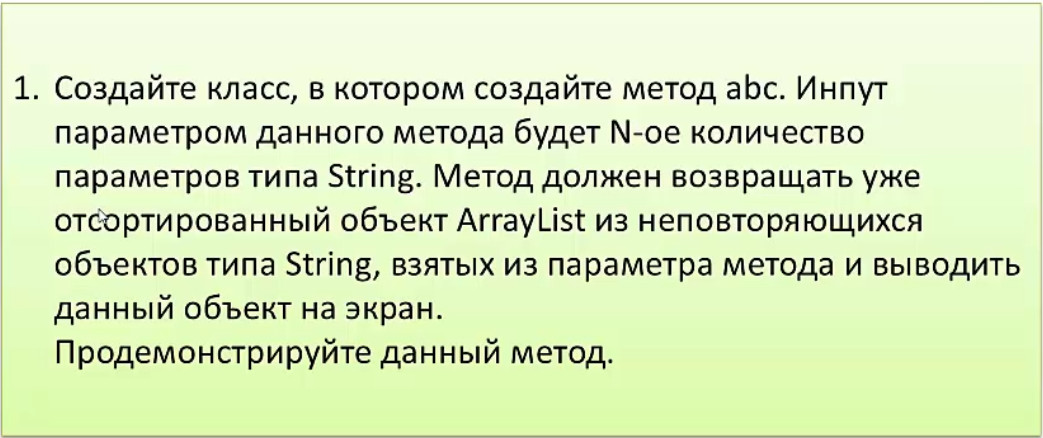 1. Создайте класс, в котором создайте метод abc. Инпут
параметром данного метода будет N-ое количество
параметров типа String. Метод должен возвращать уже
отсортированный объект ArrayList из неповторяющихся
объектов типа String, взятых из параметра метода и выводить
данный объект на экран.
Продемонстрируйте данный метод.